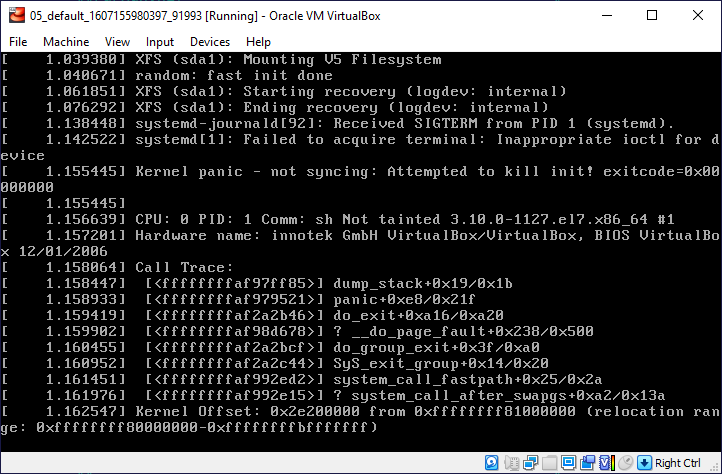 05_default_1607155980397_91993 [Running] - Oracle VM VirtualBox
File Machine View Input Devices Help
[    1.039380] XFS (sda1): Mounting V5 Filesystem
[    1.040671] random: fast init done
[    1.061851] XFS (sda1): Starting recovery (logdev: internal)
[    1.076292] XFS (sda1): Ending recovery (logdev: internal)
[    1.138448] systemd-journald[92]: Received SIGTERM from PID 1 (systemd).
[    1.142522] systemd[1]: Failed to acquire terminal: Inappropriate ioctl for d
evice
[    1.155445] Kernel panic - not syncing: Attempted to kill init! exitcode=0x00
000000
[    1.155445]
[    1.156639] CPU: 0 PID: 1 Comm: sh Not tainted 3.10.0-1127.el7.x86_64 #1
[    1.157201] Hardware name: innotek GmbH VirtualBox/VirtualBox, BIOS VirtualBo
x 12/01/2006
[    1.158064] Call Trace:
[    1.158447]  [<ffffffffaf97ff85>] dump_stack+0x19/0x1b
[    1.158933]  [<ffffffffaf979521>] panic+0xe8/0x21f
[    1.159419]  [<ffffffffaf2a2b46>] do_exit+0xa16/0xa20
[    1.159902]  [<ffffffffaf98d678>] ? __do_page_fault+0x238/0x500
[    1.160455]  [<ffffffffaf2a2bcf>] do_group_exit+0x3f/0xa0
[    1.160952]  [<ffffffffaf2a2c44>] SyS_exit_group+0x14/0x20
[    1.161451]  [<ffffffffaf992ed2>] system_call_fastpath+0x25/0x2a
[    1.161976]  [<ffffffffaf992e15>] ? system_call_after_swapgs+0xa2/0x13a
[    1.162547] Kernel Offset: 0x2e200000 from 0xffffffff81000000 (relocation ran
ge: 0xffffffff80000000-0xffffffffbfffffff)
Right Ctrl